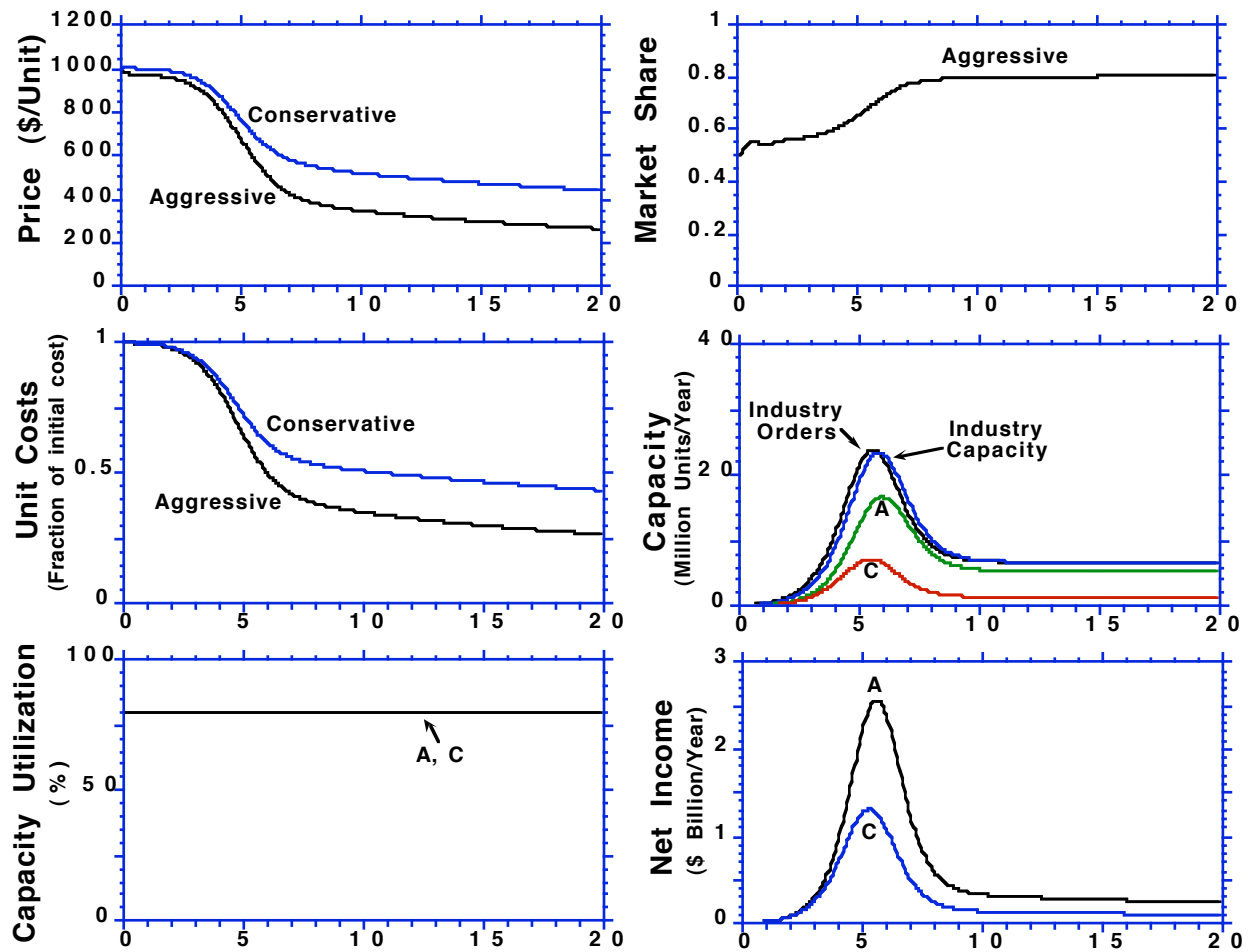 Price ($/Unit)
1200
1000
800
600
400
200
0
Conservative
Aggressive
0 5 10 15 20
Market Share
1
0.8
0.6
0.4
0.2
0
Aggressive
0 5 10 15 20
Unit Costs
(Fraction of initial cost)
1
0.5
0
Conservative
Aggressive
0 5 10 15 20
Capacity
(Million Units/Year)
40
20
0
Industry
Orders
Industry
Capacity
A
C
0 5 10 15 20
Capacity Utilization
(%)
100
50
0
A, C
0 5 10 15 20
Net Income
($ Billion/Year)
3
2
1
0
A
C
0 5 10 15 20